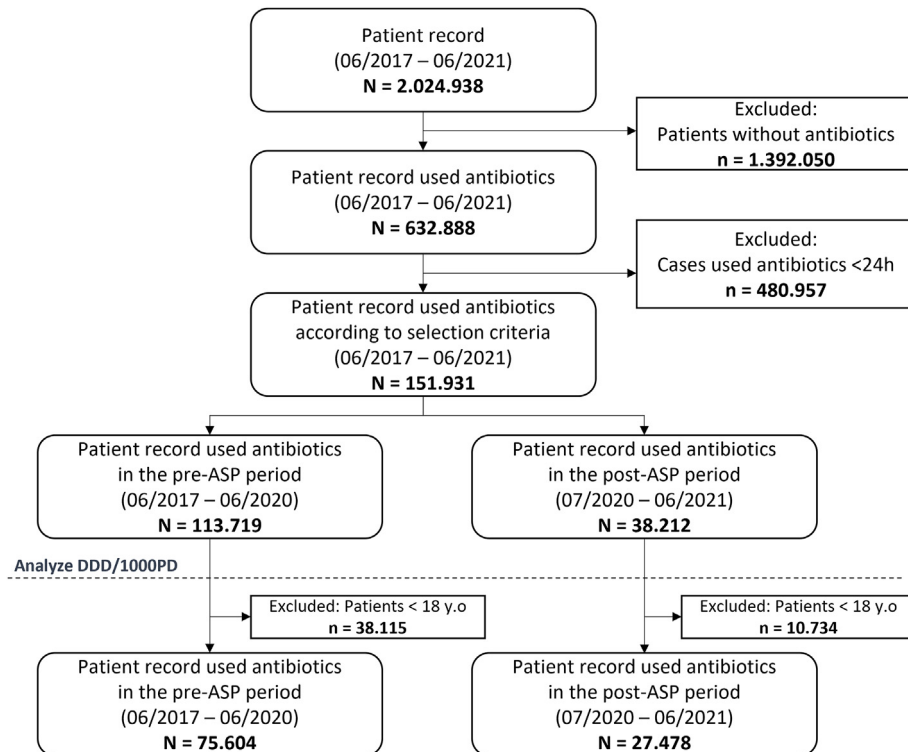 Patient record
(06/2017 – 06/2021)
N = 2.024.938
Excluded:
Patients without antibiotics
n = 1.392.050
Patient record used antibiotics
(06/2017 – 06/2021)
N = 632.888
Excluded:
Cases used antibiotics <24h
n = 480.957
Patient record used antibiotics
according to selection criteria
(06/2017 – 06/2021)
N = 151.931
Patient record used antibiotics
in the pre-ASP period
(06/2017 – 06/2020)
N = 113.719
Patient record used antibiotics
in the post-ASP period
(07/2020 – 06/2021)
N = 38.212
Analyze DDD/1000PD
Excluded: Patients < 18 y.o
n = 38.115
Excluded: Patients < 18 y.o
n = 10.734
Patient record used antibiotics
in the pre-ASP period
(06/2017 – 06/2020)
N = 75.604
Patient record used antibiotics
in the post-ASP period
(07/2020 – 06/2021)
N = 27.478